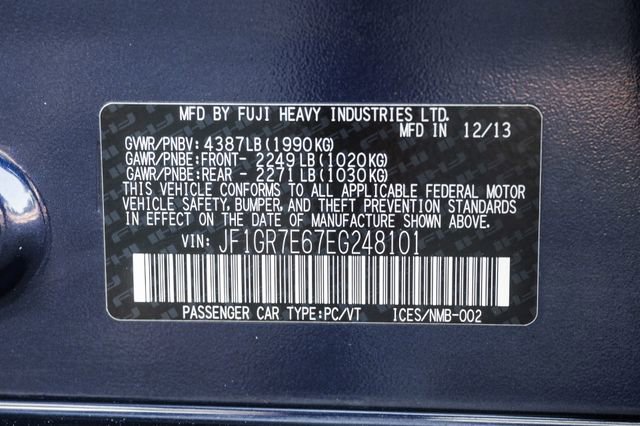 MFD BY FUJI HEAVY INDUSTRIES LTD.
MFD IN 12/13
GVWR/PNBV: 4387LB(1990KG)
GAWR/PNBE:FRONT- 2249LB(1020KG)
GAWR/PNBE:REAR - 2271LB(1030KG)
THIS VEHICLE CONFORMS TO ALL APPLICABLE FEDERAL MOTOR
VEHICLE SAFETY, BUMPER, AND THEFT PREVENTION STANDARDS
IN EFFECT ON THE DATE OF MANUFACTURE SHOWN ABOVE.
VIN: JF1GR7E67EG248101
PASSENGER CAR TYPE:PC/VT ICES/NMB-002